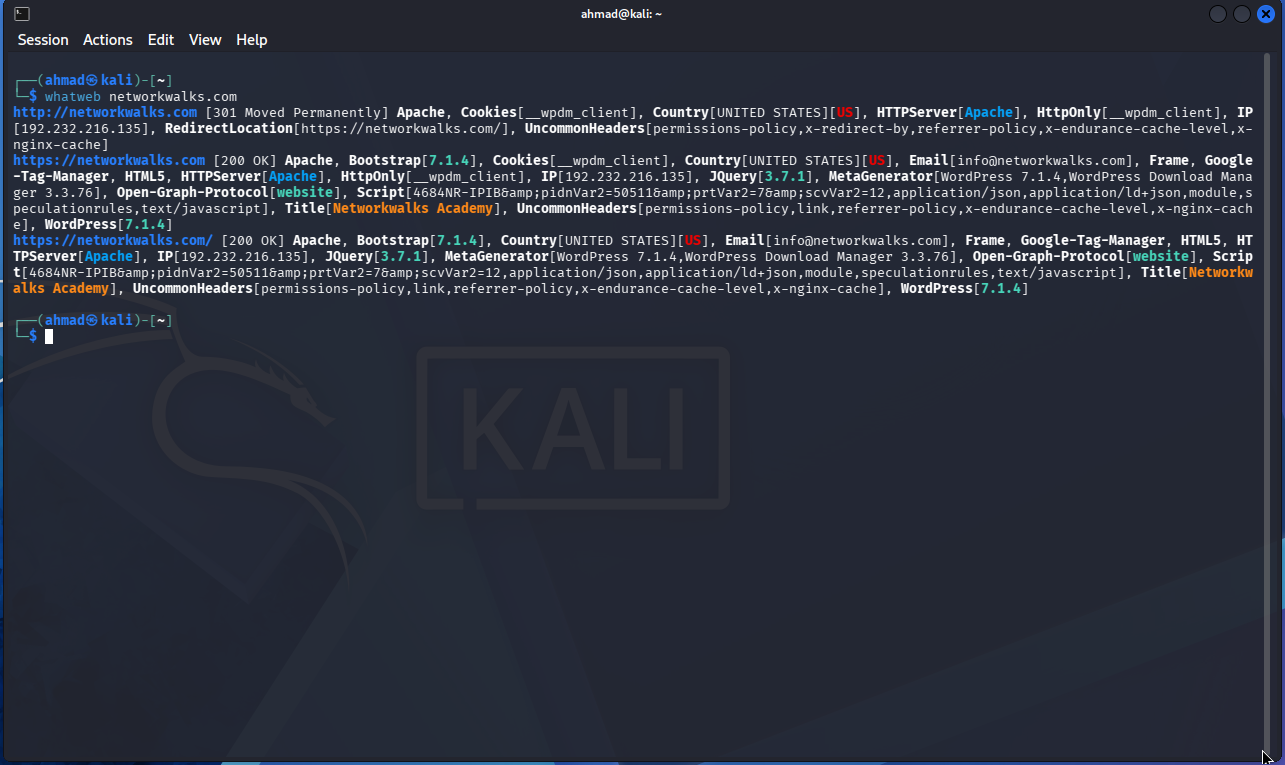 ahmad@kali: ~
Session Actions Edit View Help
┌──(ahmad㉿kali)-[~]
└─$ whatweb networkwalks.com
http://networkwalks.com [301 Moved Permanently] Apache, Cookies[__wpdm_client], Country[UNITED STATES][US], HTTPServer[Apache], HttpOnly[__wpdm_client], IP
[192.232.216.135], RedirectLocation[https://networkwalks.com/], UncommonHeaders[permissions-policy,x-redirect-by,referrer-policy,x-endurance-cache-level,x-
nginx-cache]
https://networkwalks.com [200 OK] Apache, Bootstrap[7.1.4], Cookies[__wpdm_client], Country[UNITED STATES][US], Email[info@networkwalks.com], Frame, Google
-Tag-Manager, HTML5, HTTPServer[Apache], HttpOnly[__wpdm_client], IP[192.232.216.135], JQuery[3.7.1], MetaGenerator[WordPress 7.1.4,WordPress Download Mana
ger 3.3.76], Open-Graph-Protocol[website], Script[4684NR-IPIB&amp;pidnVar2=50511&amp;prtVar2=7&amp;scvVar2=12,application/json,application/ld+json,module,s
peculationrules,text/javascript], Title[Networkwalks Academy], UncommonHeaders[permissions-policy,link,referrer-policy,x-endurance-cache-level,x-nginx-cach
e], WordPress[7.1.4]
https://networkwalks.com/ [200 OK] Apache, Bootstrap[7.1.4], Country[UNITED STATES][US], Email[info@networkwalks.com], Frame, Google-Tag-Manager, HTML5, HT
TPServer[Apache], IP[192.232.216.135], JQuery[3.7.1], MetaGenerator[WordPress 7.1.4,WordPress Download Manager 3.3.76], Open-Graph-Protocol[website], Scrip
t[4684NR-IPIB&amp;pidnVar2=50511&amp;prtVar2=7&amp;scvVar2=12,application/json,application/ld+json,module,speculationrules,text/javascript], Title[Networkw
alks Academy], UncommonHeaders[permissions-policy,link,referrer-policy,x-endurance-cache-level,x-nginx-cache], WordPress[7.1.4]
┌──(ahmad㉿kali)-[~]
└─$
KALI